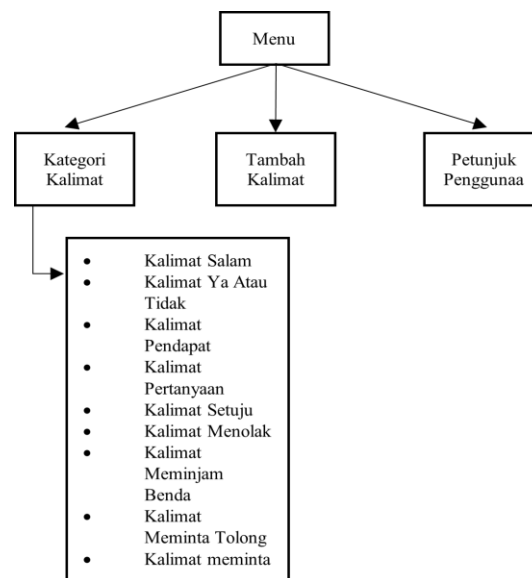 Menu
Kategori
Kalimat
Tambah
Kalimat
Petunjuk
Penggunaa
• Kalimat Salam
• Kalimat Ya Atau
Tidak
• Kalimat
Pendapat
• Kalimat
Pertanyaan
• Kalimat Setuju
• Kalimat Menolak
• Kalimat
Meminjam
Benda
• Kalimat
Meminta Tolong
• Kalimat meminta